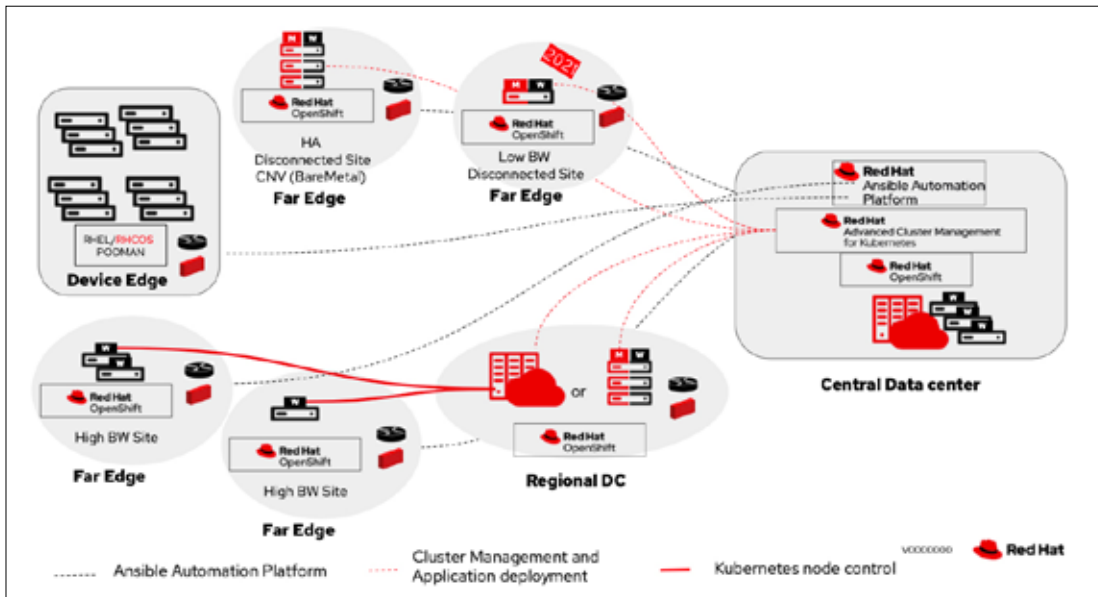 M W
Red Hat
OpenShift
HA
Disconnected Site
CNV (BareMetal)
Far Edge
2021
M W
Red Hat
OpenShift
Low BW
Disconnected Site
Far Edge
RHEL/RHCOS
PODMAN
Device Edge
Red Hat
Ansible Automation
Platform
Red Hat
Advanced Cluster Management
for Kubernetes
Red Hat
OpenShift
W
W
W
Central Data center
W
W
Red Hat
OpenShift
High BW Site
Far Edge
W
Red Hat
OpenShift
High BW Site
Far Edge
or
M W
Red Hat
OpenShift
Regional DC
Ansible Automation Platform
Cluster Management and
Application deployment
Kubernetes node control
Red Hat